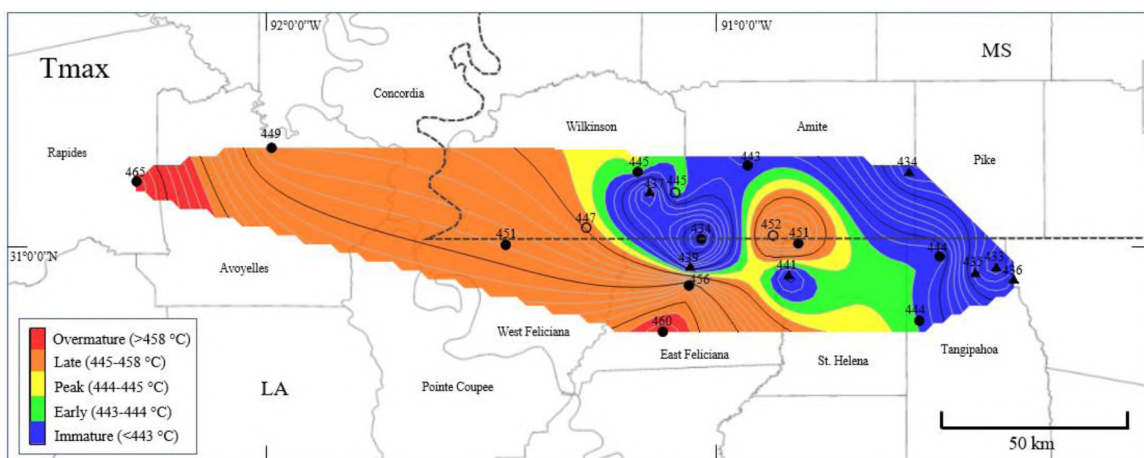 92°0'0"W
91°0'0"W
Tmax
MS
Concordia
Wilkinson
Amite
449
Rapides
445
443
434
Pike
465
437
445
447
452
434
451
451
31°0'0"N
444
439
441
435
433
436
456
Avoyelles
444
460
West Feliciana
East Feliciana
St. Helena
Tangipahoa
LA
Pointe Coupee
Overmature (>458 °C)
Late (445-458 °C)
Peak (444-445 °C)
Early (443-444 °C)
Immature (<443 °C)
50 km